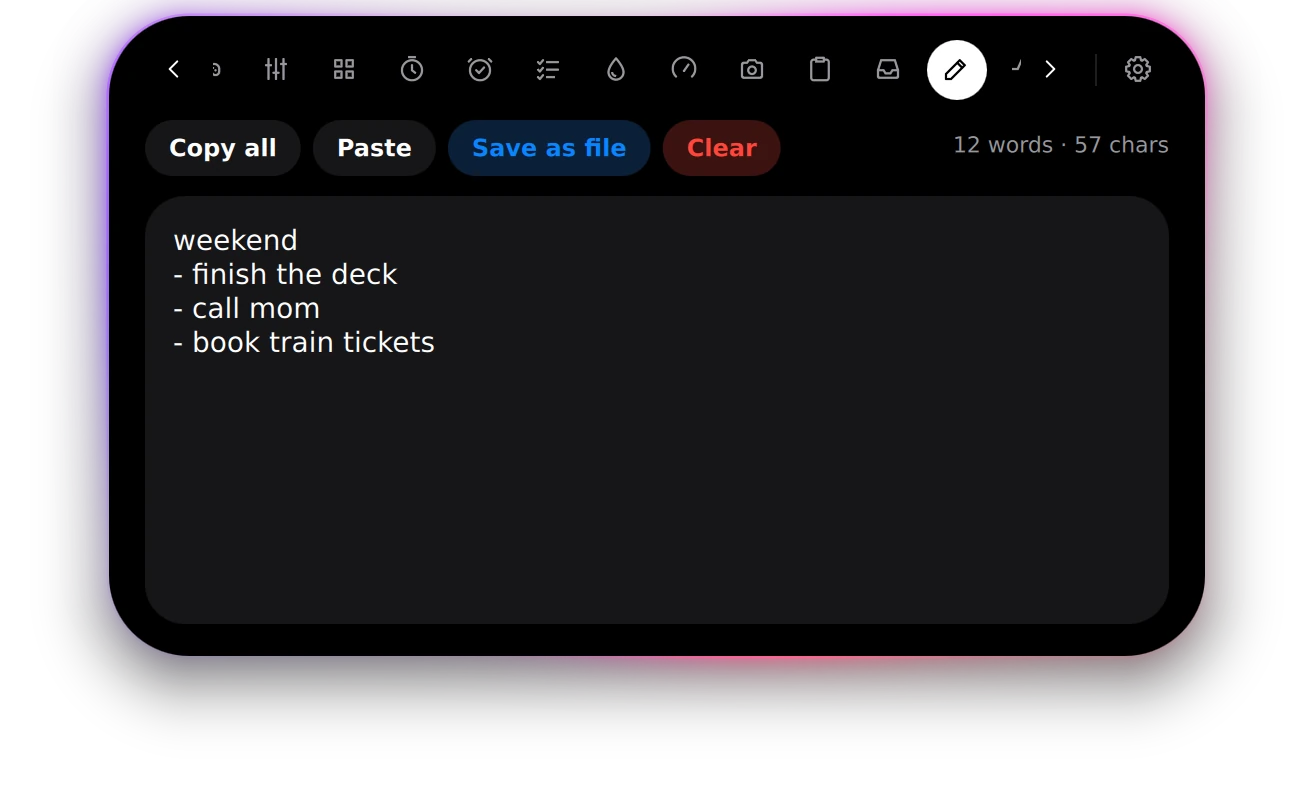 Copy all Paste Save as file Clear 12 words · 57 chars
weekend
- finish the deck
- call mom
- book train tickets